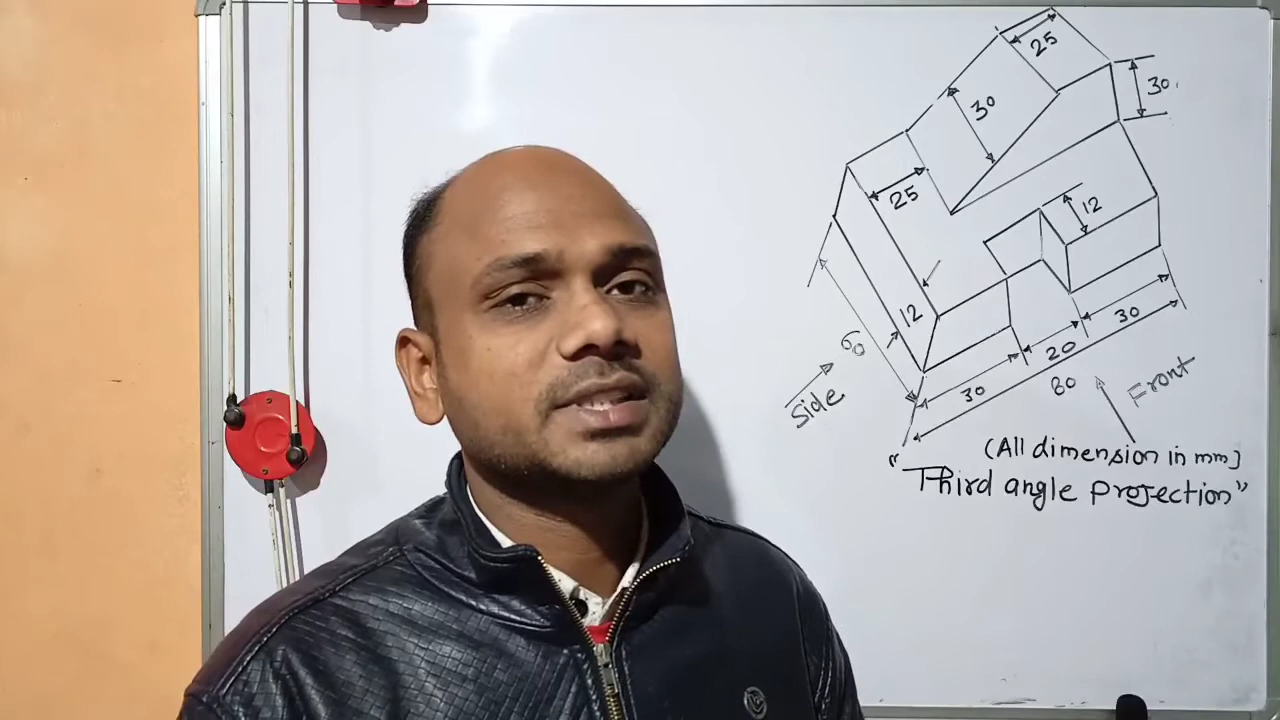 25
30
30
25
12
12
60
30
20
30
80
Side
Front
(All dimension in mm]
"Third angle Projection"